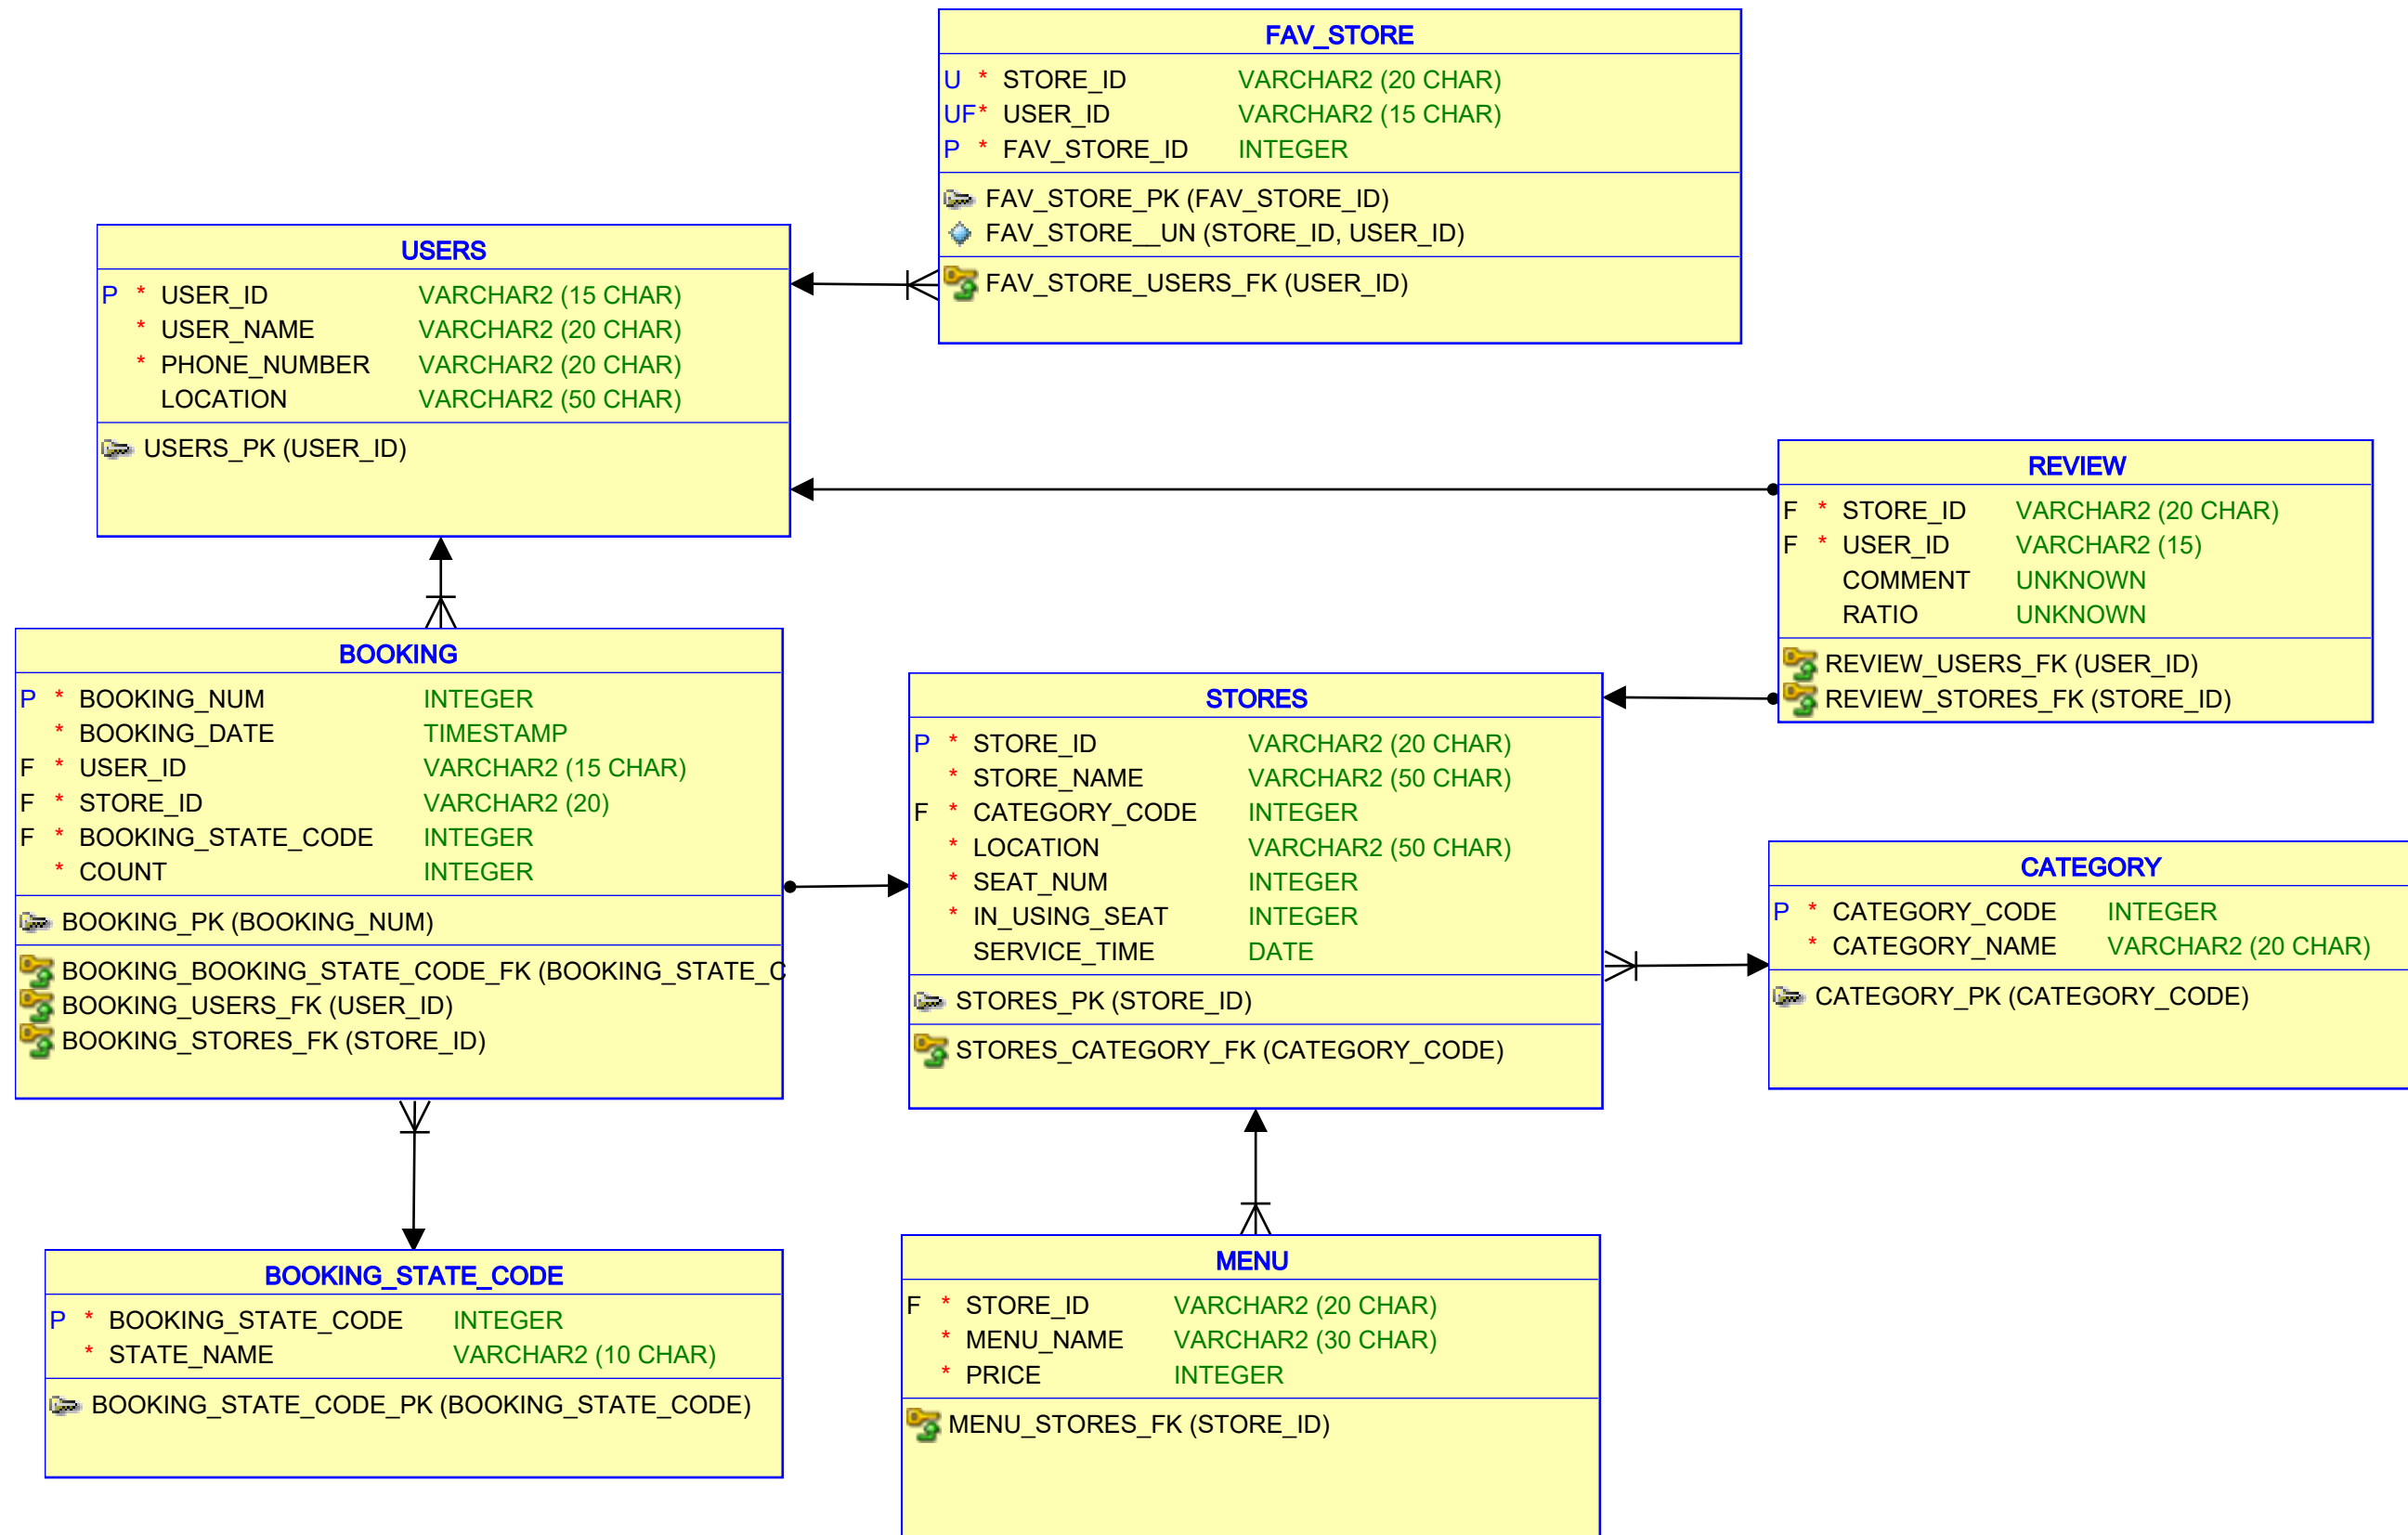 FAV_STORE
U * STORE_ID VARCHAR2 (20 CHAR)
UF* USER_ID VARCHAR2 (15 CHAR)
P * FAV_STORE_ID INTEGER
FAV_STORE_PK (FAV_STORE_ID)
FAV_STORE__UN (STORE_ID, USER_ID)
FAV_STORE_USERS_FK (USER_ID)
USERS
P * USER_ID VARCHAR2 (15 CHAR)
* USER_NAME VARCHAR2 (20 CHAR)
* PHONE_NUMBER VARCHAR2 (20 CHAR)
LOCATION VARCHAR2 (50 CHAR)
USERS_PK (USER_ID)
REVIEW
F * STORE_ID VARCHAR2 (20 CHAR)
F * USER_ID VARCHAR2 (15)
COMMENT UNKNOWN
RATIO UNKNOWN
REVIEW_USERS_FK (USER_ID)
REVIEW_STORES_FK (STORE_ID)
BOOKING
P * BOOKING_NUM INTEGER
* BOOKING_DATE TIMESTAMP
F * USER_ID VARCHAR2 (15 CHAR)
F * STORE_ID VARCHAR2 (20)
F * BOOKING_STATE_CODE INTEGER
* COUNT INTEGER
BOOKING_PK (BOOKING_NUM)
BOOKING_BOOKING_STATE_CODE_FK (BOOKING_STATE_C
BOOKING_USERS_FK (USER_ID)
BOOKING_STORES_FK (STORE_ID)
STORES
P * STORE_ID VARCHAR2 (20 CHAR)
* STORE_NAME VARCHAR2 (50 CHAR)
F * CATEGORY_CODE INTEGER
* LOCATION VARCHAR2 (50 CHAR)
* SEAT_NUM INTEGER
* IN_USING_SEAT INTEGER
SERVICE_TIME DATE
STORES_PK (STORE_ID)
STORES_CATEGORY_FK (CATEGORY_CODE)
CATEGORY
P * CATEGORY_CODE INTEGER
* CATEGORY_NAME VARCHAR2 (20 CHAR)
CATEGORY_PK (CATEGORY_CODE)
BOOKING_STATE_CODE
P * BOOKING_STATE_CODE INTEGER
* STATE_NAME VARCHAR2 (10 CHAR)
BOOKING_STATE_CODE_PK (BOOKING_STATE_CODE)
MENU
F * STORE_ID VARCHAR2 (20 CHAR)
* MENU_NAME VARCHAR2 (30 CHAR)
* PRICE INTEGER
MENU_STORES_FK (STORE_ID)